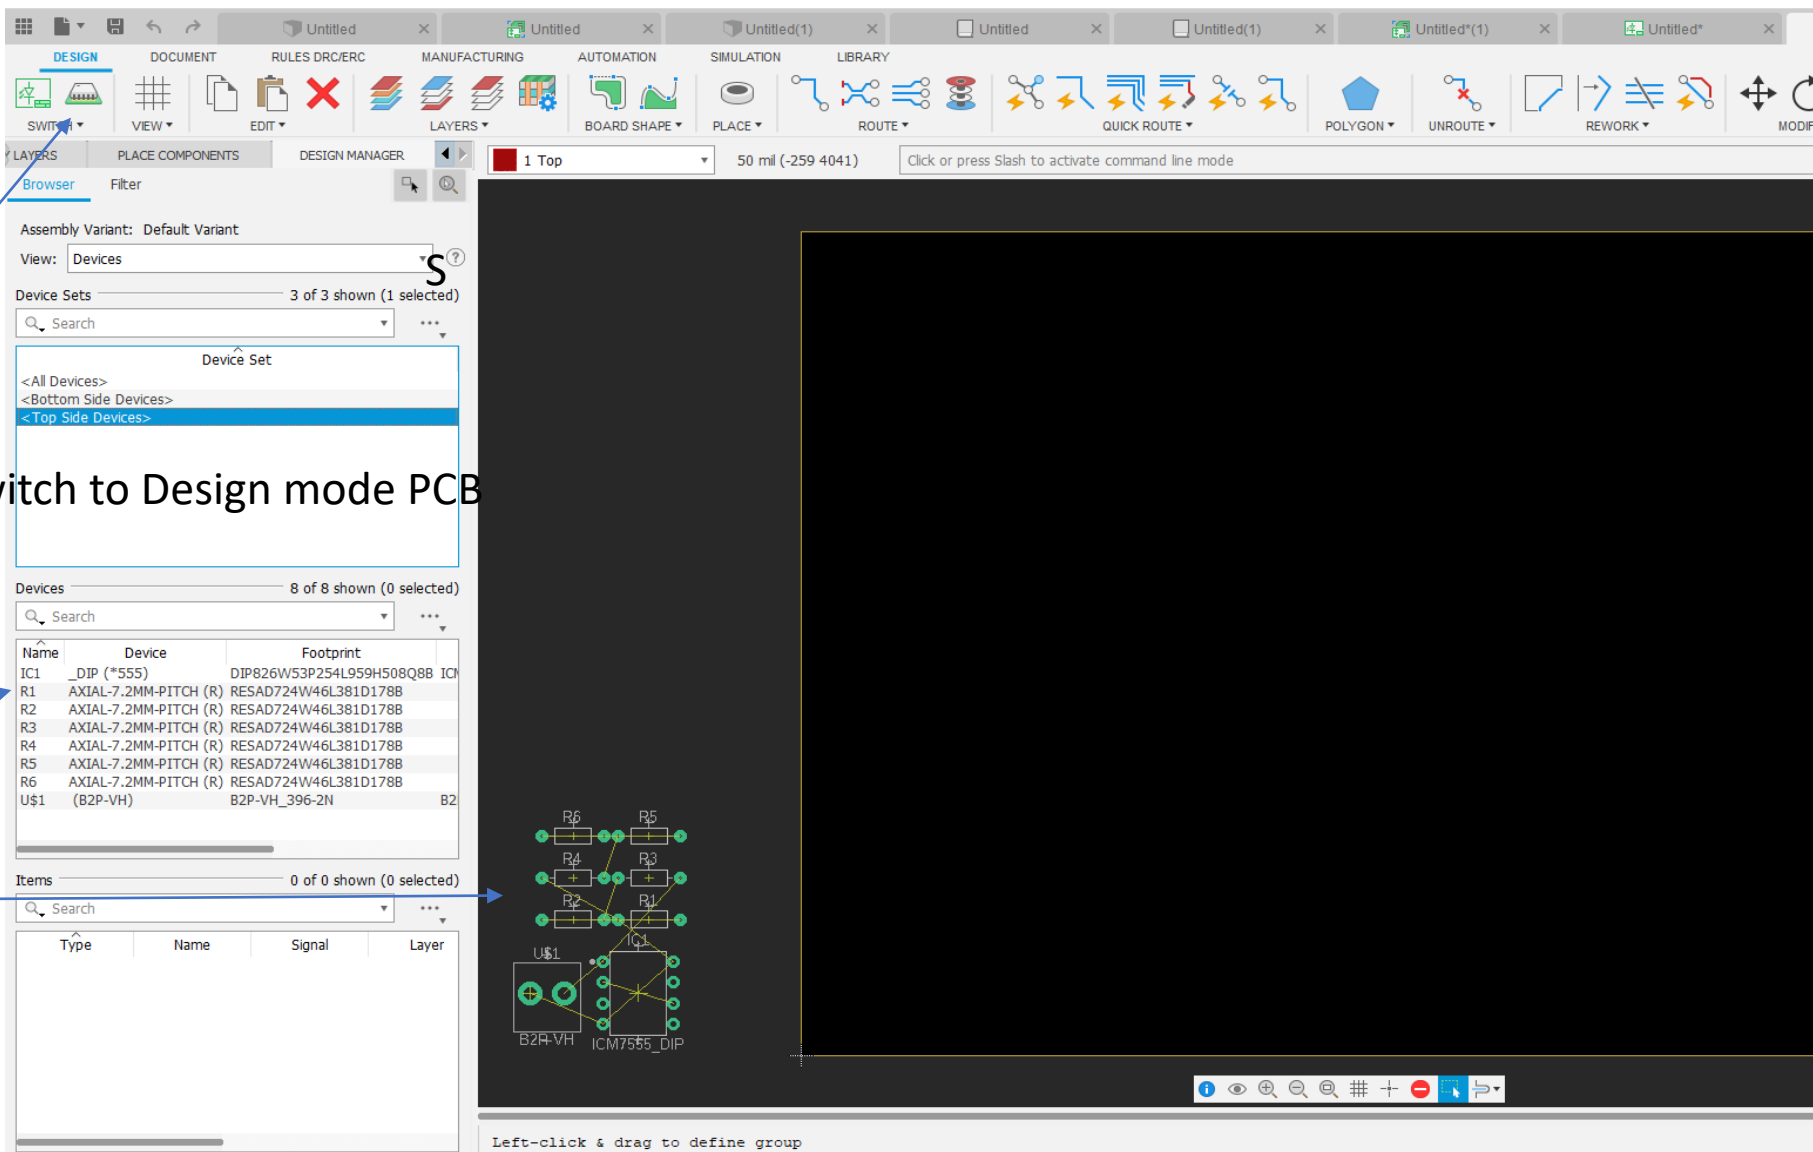 Untitled
Untitled
Untitled(1)
Untitled
Untitled(1)
Untitled*(1)
Untitled*
DESIGN DOCUMENT RULES DRC/ERC MANUFACTURING AUTOMATION SIMULATION LIBRARY
SWITCH VIEW EDIT LAYERS BOARD SHAPE PLACE ROUTE QUICK ROUTE POLYGON UNROUTE REWORK MODIF
LAYERS PLACE COMPONENTS DESIGN MANAGER
1 Top 50 mil (-259 4041) Click or press Slash to activate command line mode
Browser Filter
Assembly Variant: Default Variant
View: Devices
S
Device Sets 3 of 3 shown (1 selected)
Search
Device Set
<All Devices>
<Bottom Side Devices>
<Top Side Devices>
witch to Design mode PCB
Devices 8 of 8 shown (0 selected)
Search
Name Device Footprint
IC1 _DIP (*555) DIP826W53P254L959H508Q8B ICM
R1 AXIAL-7.2MM-PITCH (R) RESAD724W46L381D178B
R2 AXIAL-7.2MM-PITCH (R) RESAD724W46L381D178B
R3 AXIAL-7.2MM-PITCH (R) RESAD724W46L381D178B
R4 AXIAL-7.2MM-PITCH (R) RESAD724W46L381D178B
R5 AXIAL-7.2MM-PITCH (R) RESAD724W46L381D178B
R6 AXIAL-7.2MM-PITCH (R) RESAD724W46L381D178B
U$1 (B2P-VH) B2P-VH_396-2N B2
Items 0 of 0 shown (0 selected)
Search
Type Name Signal Layer
R6 R5
R4 R3
R2 R1
IC1
U$1
B2P-VH ICM7555_DIP
Left-click & drag to define group